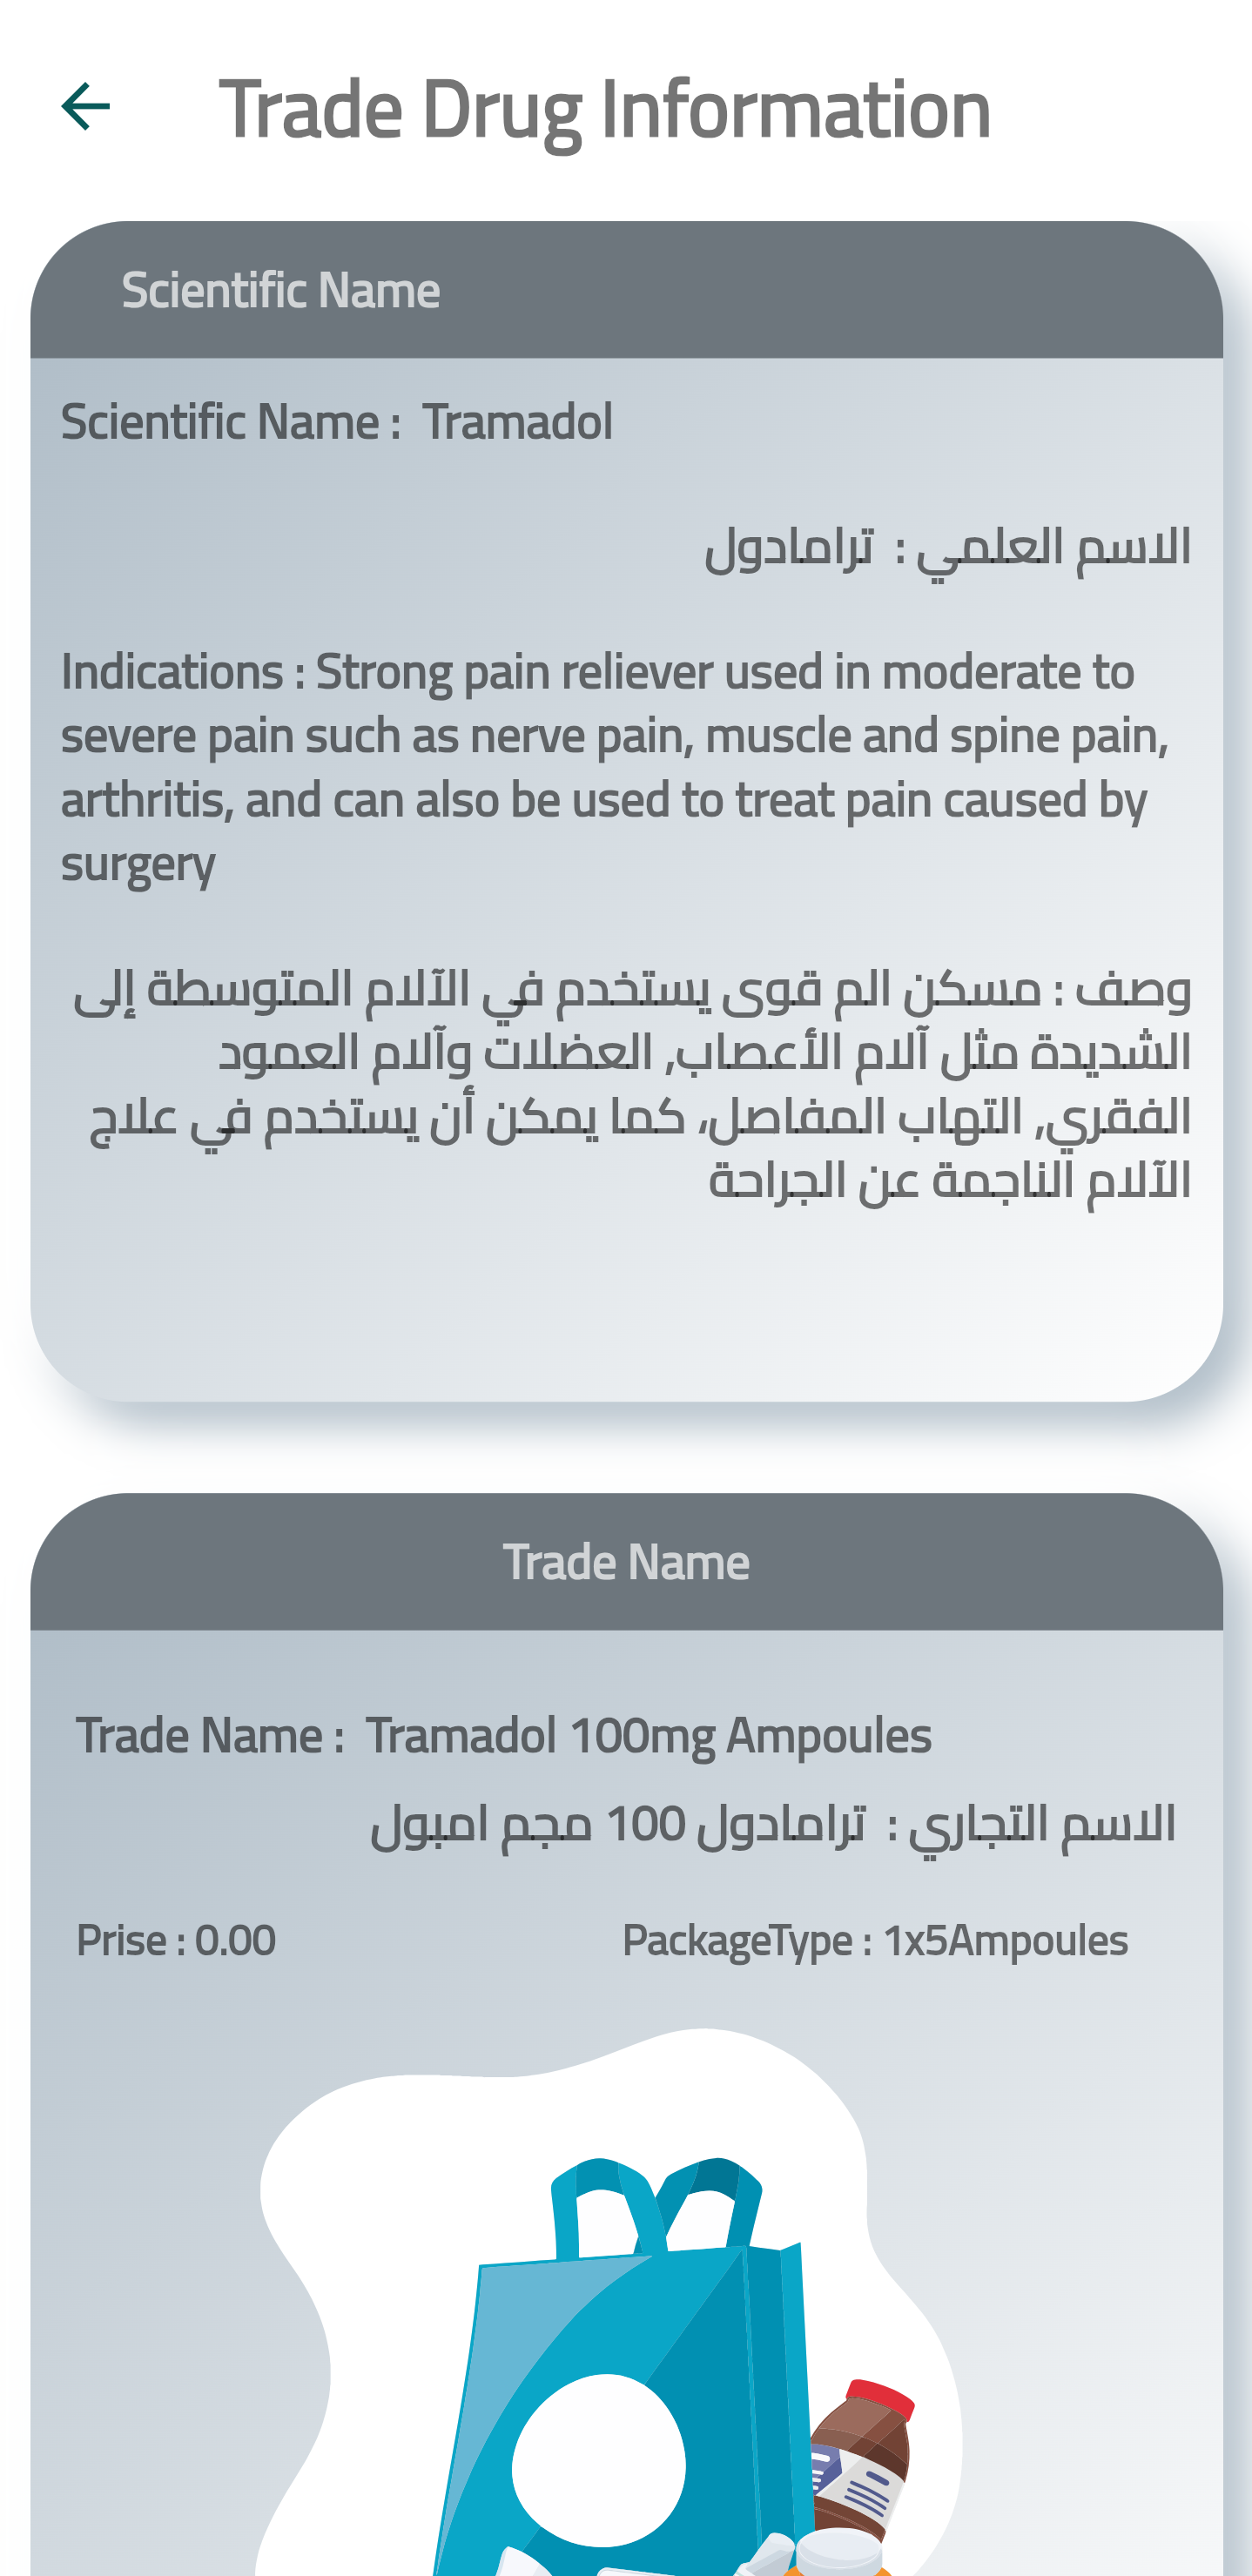 Trade Drug Information
Scientific Name
Scientific Name :  Tramadol
الاسم العلمي :  ترامادول
Indications : Strong pain reliever used in moderate to
severe pain such as nerve pain, muscle and spine pain,
arthritis, and can also be used to treat pain caused by
surgery
وصف : مسكن الم قوى يستخدم في الآلام المتوسطة إلى
الشديدة مثل آلام الأعصاب, العضلات وآلام العمود
الفقري, التهاب المفاصل، كما يمكن أن يستخدم في علاج
الآلام الناجمة عن الجراحة
Trade Name
Trade Name :  Tramadol 100mg Ampoules
الاسم التجاري :  ترامادول 100 مجم امبول
Prise : 0.00
PackageType : 1x5Ampoules